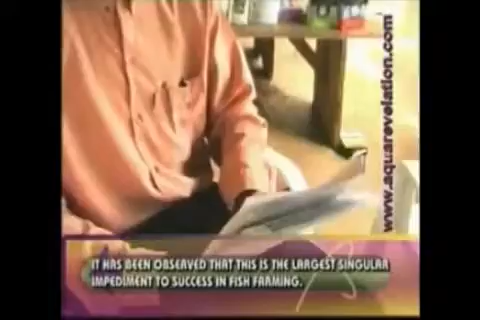 www.aquarevelation.com
IT HAS BEEN OBSERVED THAT THIS IS THE LARGEST SINGULAR
IMPEDIMENT TO SUCCESS IN FISH FARMING.